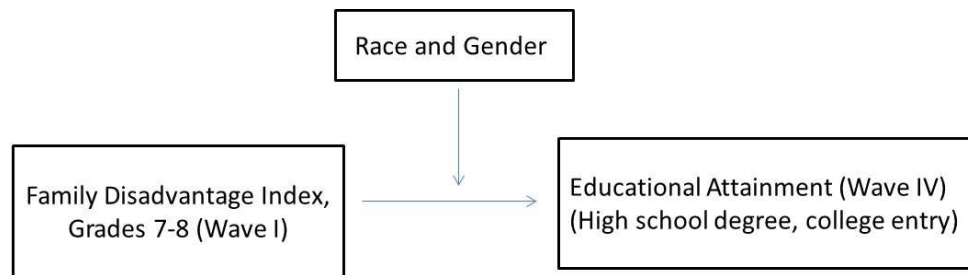 Race and Gender
Family Disadvantage Index,
Grades 7-8 (Wave I)
Educational Attainment (Wave IV)
(High school degree, college entry)